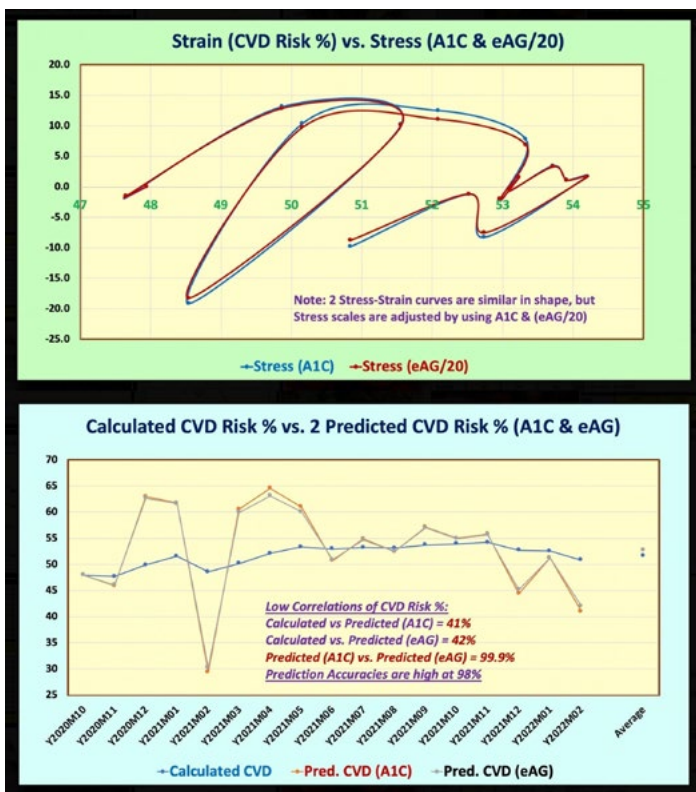 Strain (CVD Risk %) vs. Stress (A1C & eAG/20)
20.0
15.0
10.0
5.0
0.0
47 48 49 50 51 52 53 54 55
-5.0
-10.0
-15.0
-20.0
-25.0
Note: 2 Stress-Strain curves are similar in shape, but
Stress scales are adjusted by using A1C & (eAG/20)
Stress (A1C) Stress (eAG/20)
Calculated CVD Risk % vs. 2 Predicted CVD Risk % (A1C & eAG)
70
65
60
55
50
45
40
35
30
25
Low Correlations of CVD Risk %:
Calculated vs Predicted (A1C) = 41%
Calculated vs. Predicted (eAG) = 42%
Predicted (A1C) vs. Predicted (eAG) = 99.9%
Prediction Accuracies are high at 98%
Y2020M10 Y2020M11 Y2020M12 Y2021M01 Y2021M02 Y2021M03 Y2021M04 Y2021M05 Y2021M06 Y2021M07 Y2021M08 Y2021M09 Y2021M10 Y2021M11 Y2021M12 Y2022M01 Y2022M02 Average
Calculated CVD Pred. CVD (A1C) Pred. CVD (eAG)